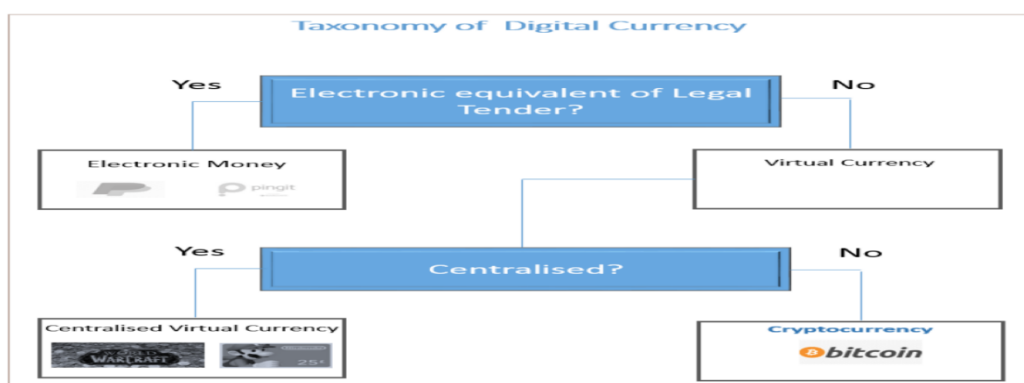 Taxonomy of Digital Currency
Yes
No
Electronic equivalent of Legal
Tender?
Electronic Money
Virtual Currency
pingit
Yes
No
Centralised?
Centralised Virtual Currency
Cryptocurrency
WORLD
WARCRAFT
25
bitcoin